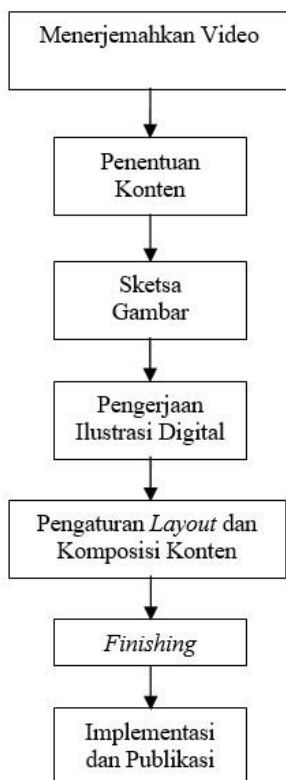 Menerjemahkan Video
Penentuan
Konten
Sketsa
Gambar
Pengerjaan
Ilustrasi Digital
Pengaturan Layout dan
Komposisi Konten
Finishing
Implementasi
dan Publikasi